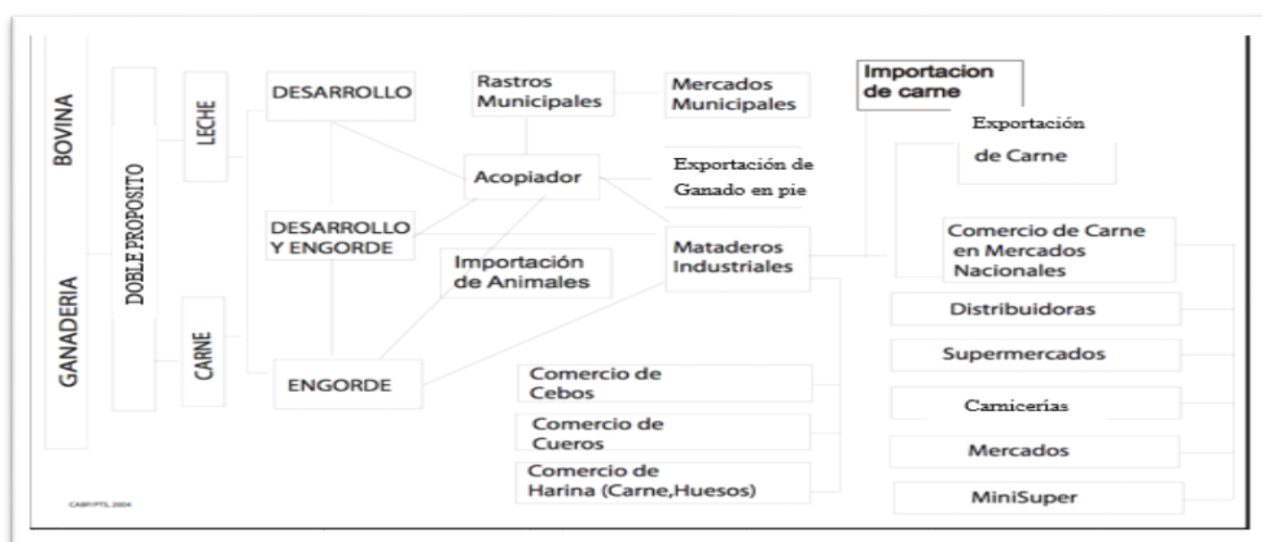 GANADERIA BOVINA
DOBLE PROPOSITO
LECHE
CARNE
DESARROLLO
DESARROLLO
Y ENGORDE
ENGORDE
Rastros
Municipales
Acopiador
Importación
de Animales
Mercados
Municipales
Exportación de
Ganado en pie
Mataderos
Industriales
Comercio de
Cebos
Comercio de
Cueros
Comercio de
Harina (Carne,Huesos)
Importacion
de carne
Exportación
de Carne
Comercio de Carne
en Mercados
Nacionales
Distribuidoras
Supermercados
Carnicerías
Mercados
MiniSuper